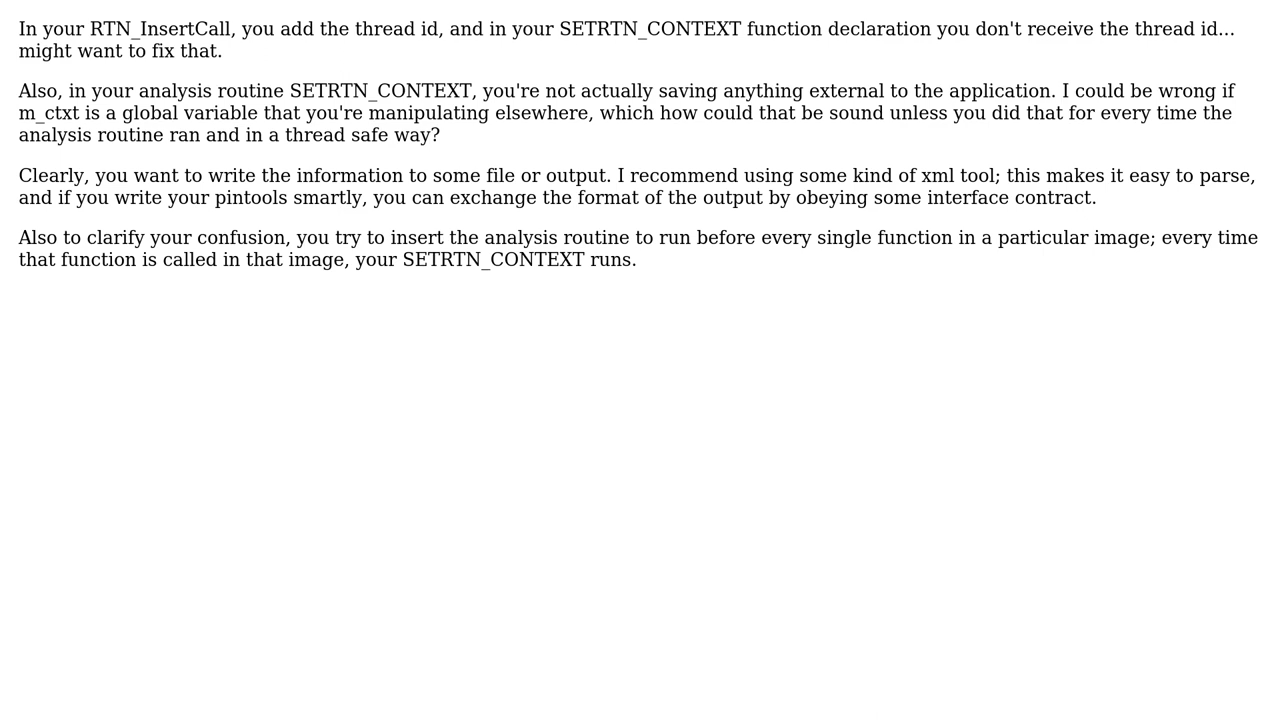 In your RTN_InsertCall, you add the thread id, and in your SETRTN_CONTEXT function declaration you don't receive the thread id...
might want to fix that.
Also, in your analysis routine SETRTN_CONTEXT, you're not actually saving anything external to the application. I could be wrong if
m_ctxt is a global variable that you're manipulating elsewhere, which how could that be sound unless you did that for every time the
analysis routine ran and in a thread safe way?
Clearly, you want to write the information to some file or output. I recommend using some kind of xml tool; this makes it easy to parse,
and if you write your pintools smartly, you can exchange the format of the output by obeying some interface contract.
Also to clarify your confusion, you try to insert the analysis routine to run before every single function in a particular image; every time
that function is called in that image, your SETRTN_CONTEXT runs.